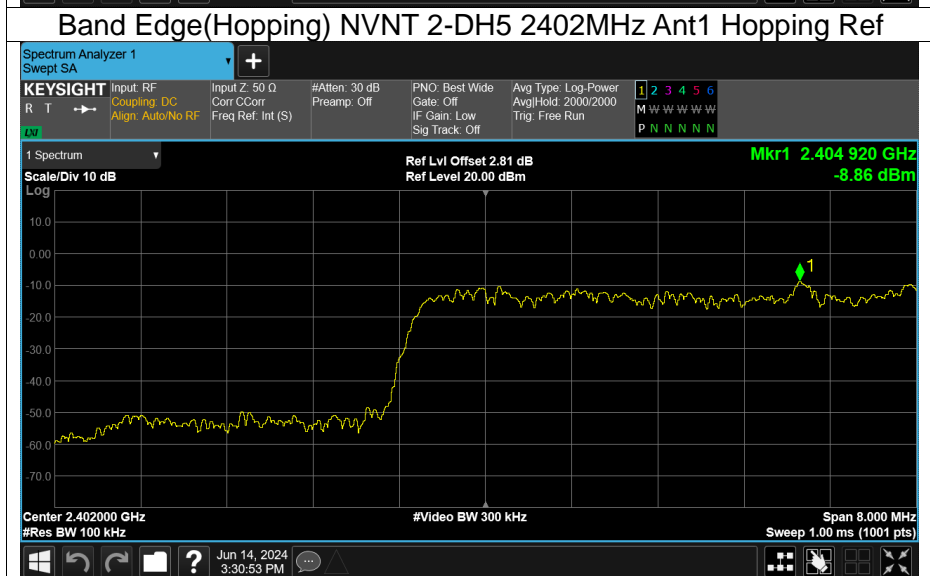 Band Edge(Hopping) NVNT 2-DH5 2402MHz Ant1 Hopping Ref
Spectrum Analyzer 1
Swept SA
+
KEYSIGHT Input: RF Input Z: 50 Ω #Atten: 30 dB PNO: Best Wide Avg Type: Log-Power 1 2 3 4 5 6
R T Coupling: DC Corr CCorr Preamp: Off Gate: Off Avg|Hold: 2000/2000 M W W W W W
Align: Auto/No RF Freq Ref: Int (S) IF Gain: Low Trig: Free Run
LXI Sig Track: Off P N N N N N
1 Spectrum Ref Lvl Offset 2.81 dB Mkr1 2.404 920 GHz
Scale/Div 10 dB Ref Level 20.00 dBm -8.86 dBm
Log
10.0
0.00
1
-10.0
-20.0
-30.0
-40.0
-50.0
-60.0
-70.0
Center 2.402000 GHz #Video BW 300 kHz Span 8.000 MHz
#Res BW 100 kHz Sweep 1.00 ms (1001 pts)
? Jun 14, 2024
3:30:53 PM